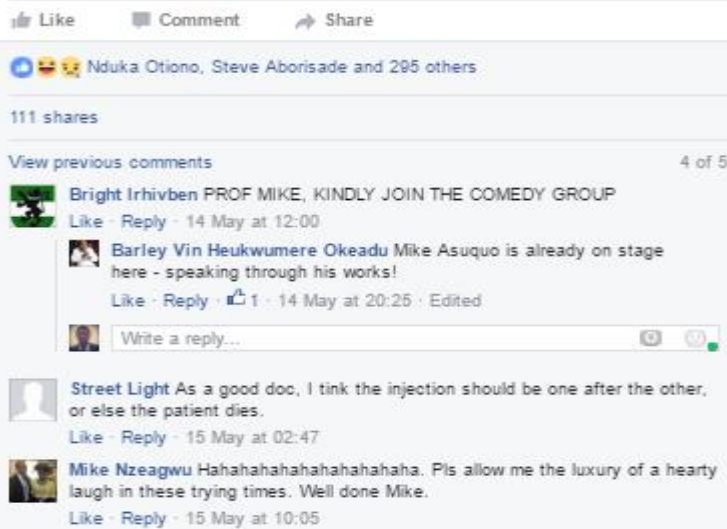 Like Comment Share
Nduka Otiono, Steve Aborisade and 295 others
111 shares
View previous comments 4 of 5
Bright Irhivben PROF MIKE, KINDLY JOIN THE COMEDY GROUP
Like · Reply · 14 May at 12:00
Barley Vin Heukwumere Okeadu Mike Asuquo is already on stage
here - speaking through his works!
Like · Reply · 1 · 14 May at 20:25 · Edited
Write a reply...
Street Light As a good doc, I tink the injection should be one after the other,
or else the patient dies.
Like · Reply · 15 May at 02:47
Mike Nzeagwu Hahahahahahahahahahaha. Pls allow me the luxury of a hearty
laugh in these trying times. Well done Mike.
Like · Reply · 15 May at 10:05